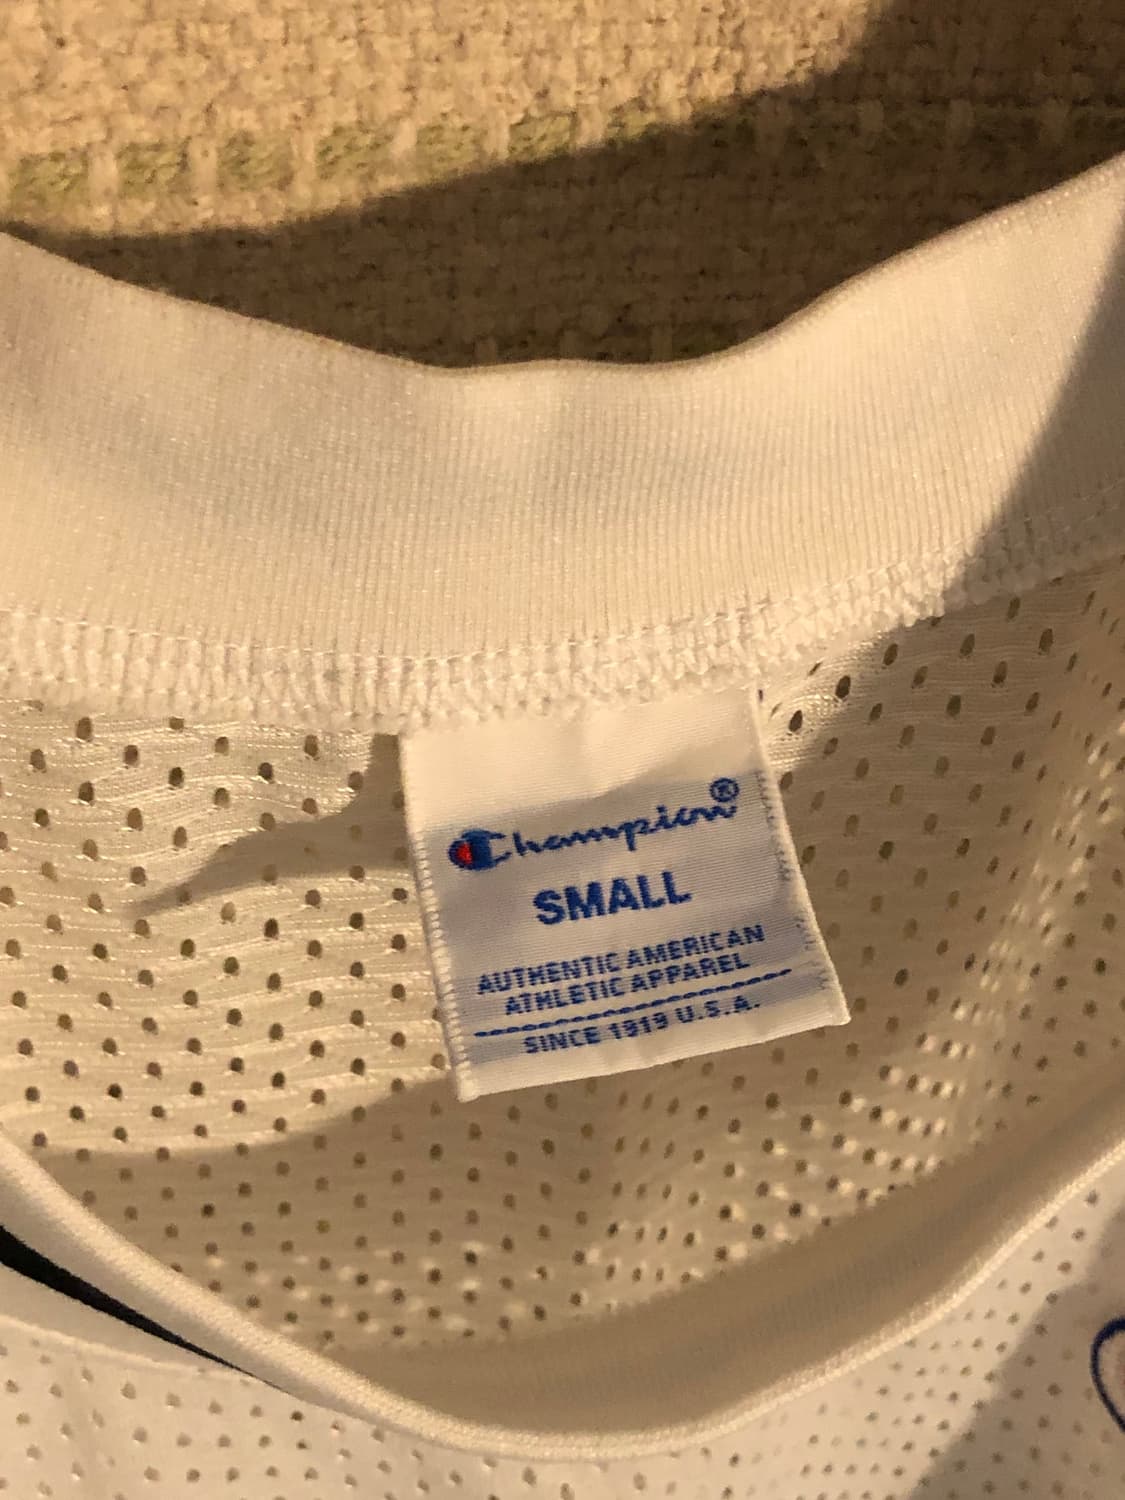 Champion®
SMALL
AUTHENTIC AMERICAN
ATHLETIC APPAREL
SINCE 1919 U.S.A.